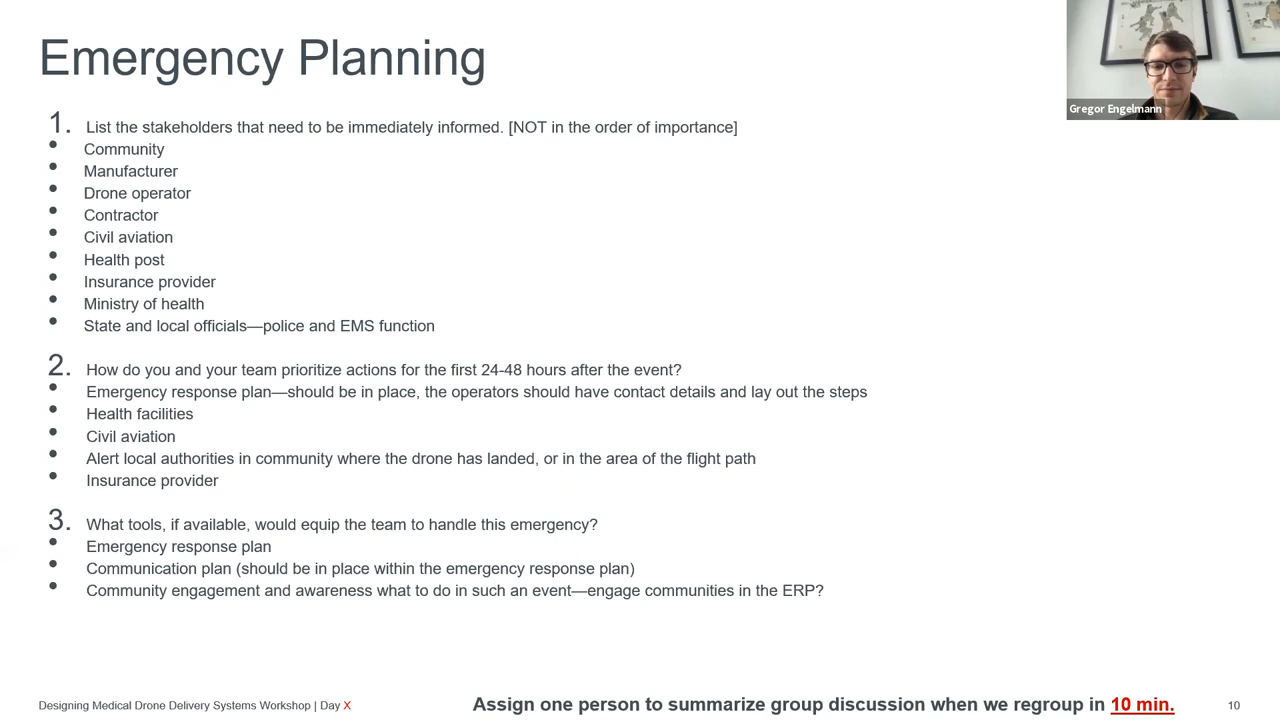 Emergency Planning
Gregor Engelmann
1. List the stakeholders that need to be immediately informed. [NOT in the order of importance]
• Community
• Manufacturer
• Drone operator
• Contractor
• Civil aviation
• Health post
• Insurance provider
• Ministry of health
• State and local officials—police and EMS function
2. How do you and your team prioritize actions for the first 24-48 hours after the event?
• Emergency response plan—should be in place, the operators should have contact details and lay out the steps
• Health facilities
• Civil aviation
• Alert local authorities in community where the drone has landed, or in the area of the flight path
• Insurance provider
3. What tools, if available, would equip the team to handle this emergency?
• Emergency response plan
• Communication plan (should be in place within the emergency response plan)
• Community engagement and awareness what to do in such an event—engage communities in the ERP?
Designing Medical Drone Delivery Systems Workshop | Day X
Assign one person to summarize group discussion when we regroup in 10 min.
10